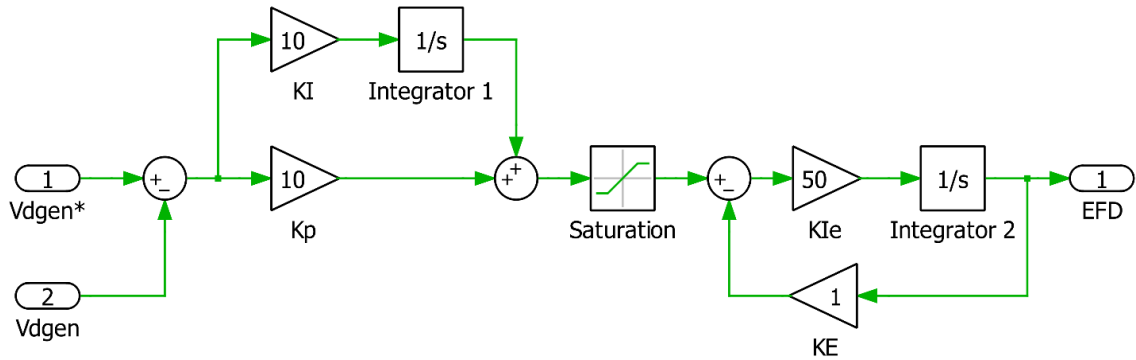 10
1/s
KI
Integrator 1
1
+
−
10
+
+
+
−
50
1/s
1
Vdgen*
Kp
Saturation
KIe
Integrator 2
EFD
2
1
Vdgen
KE